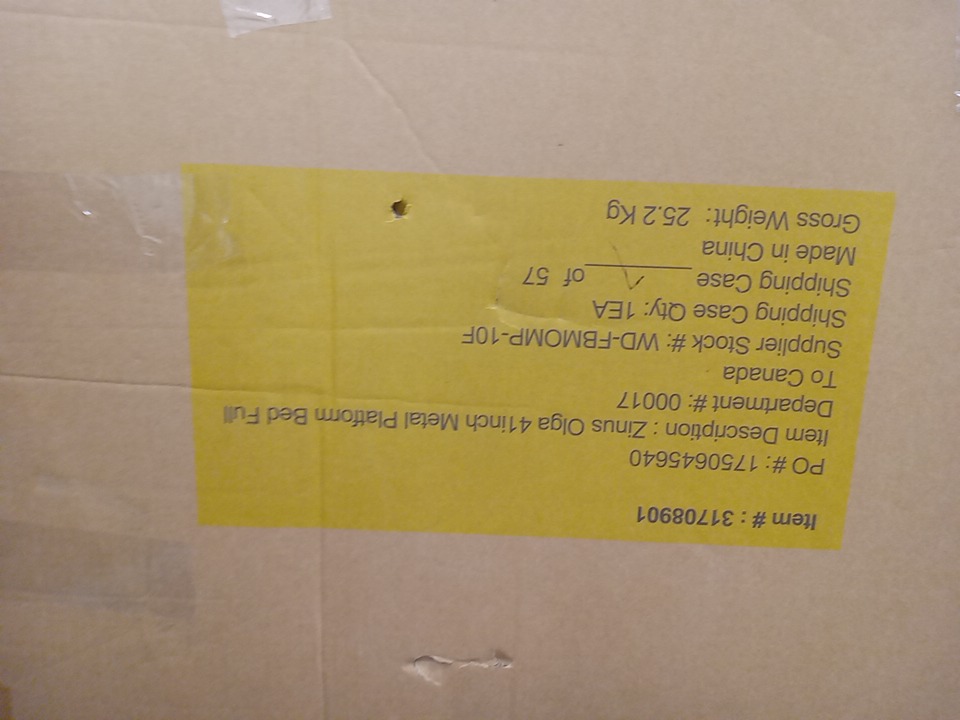 Item # : 31708901
PO #: 1750645640
Item Description : Zinus Olga 41inch Metal Platform Bed Full
Department #: 00017
To Canada
Supplier Stock #: WD-FBMOMP-10F
Shipping Case Qty: 1EA
Shipping Case ______ of 57
Made in China
Gross Weight: 25.2 Kg